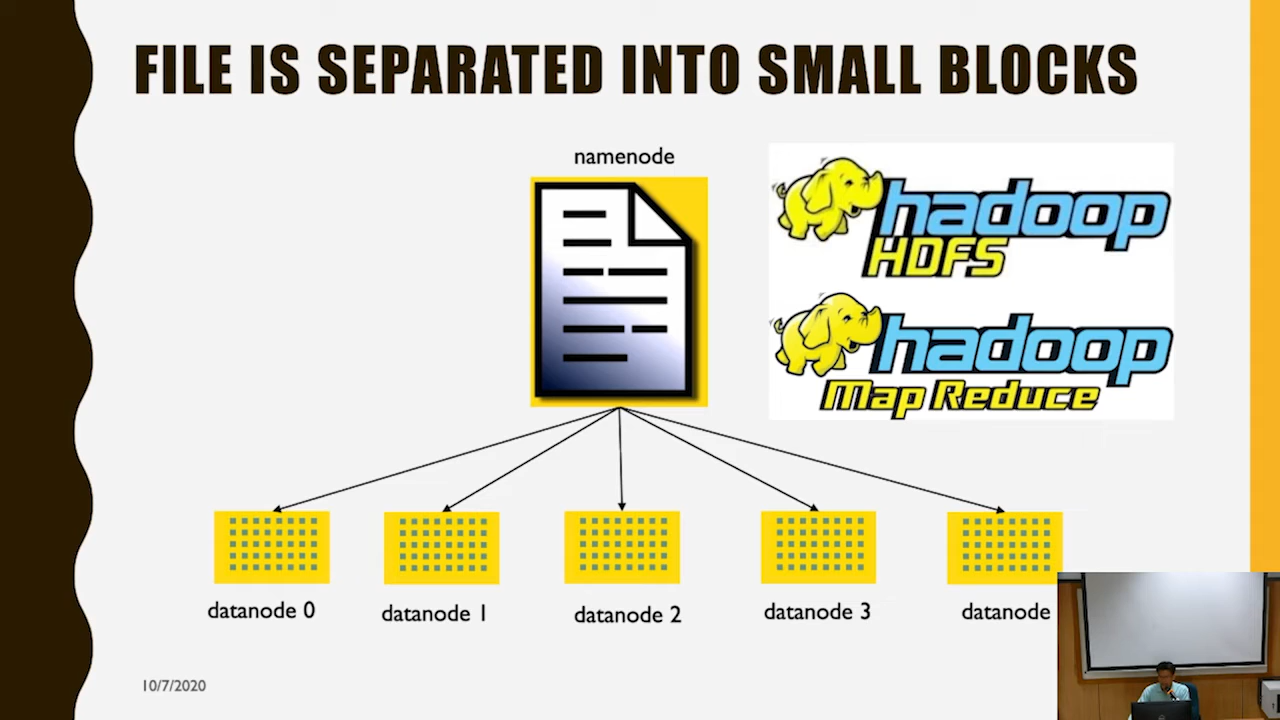 FILE IS SEPARATED INTO SMALL BLOCKS
namenode
hadoop
HDFS
hadoop
Map Reduce
datanode 0
datanode 1
datanode 2
datanode 3
datanode
10/7/2020